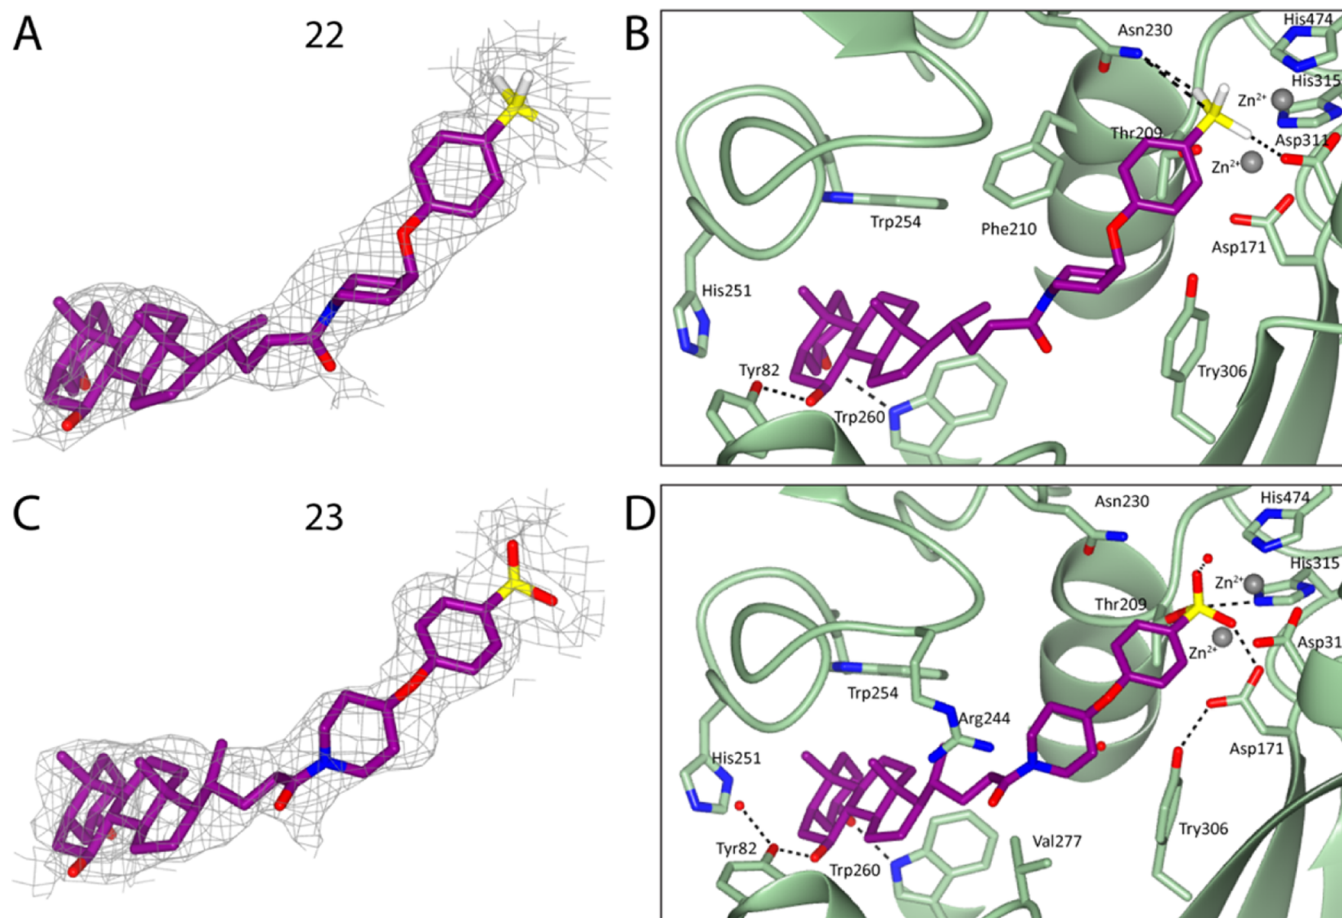 A
22
B
Asn230
His474
His315
Zn²⁺
Thr209
Asp311
Zn²⁺
Trp254
Phe210
Asp171
His251
Tyr82
Trp260
Try306
C
23
D
Asn230
His474
His315
Zn²⁺
Thr209
Zn²⁺
Asp31
Trp254
Arg244
Asp171
His251
Tyr82
Trp260
Val277
Try306